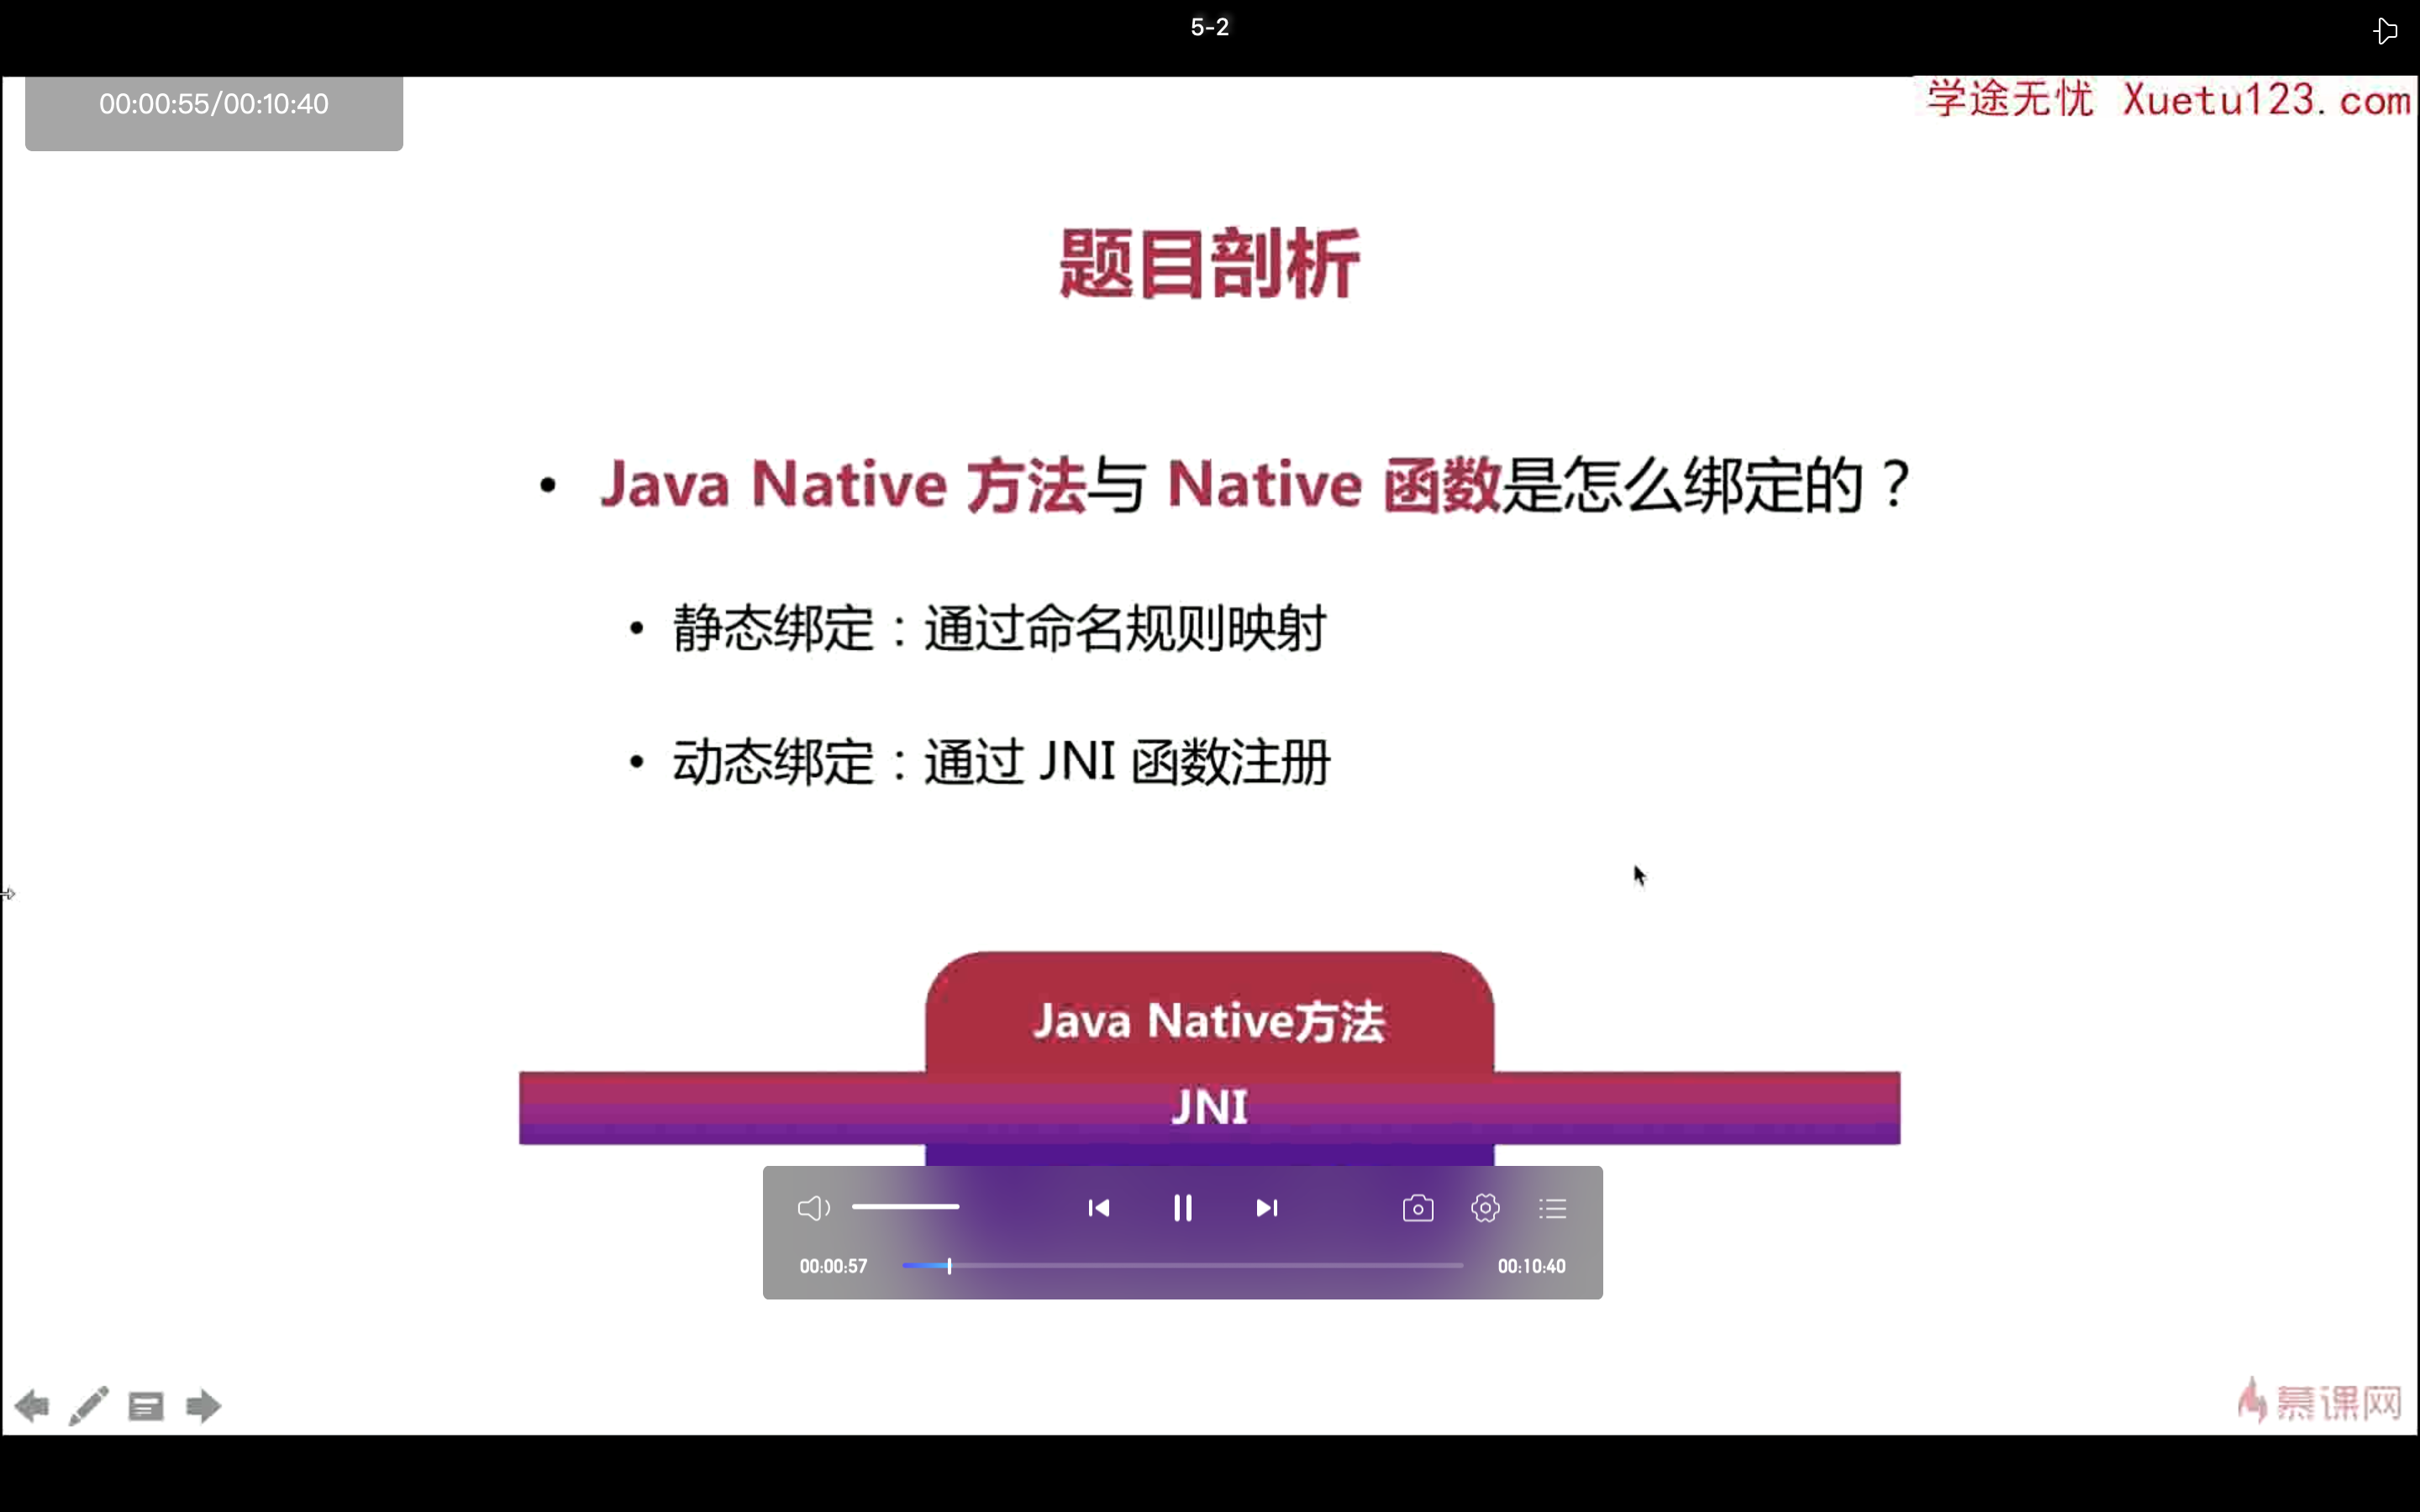 5-2
00:00:55/00:10:40
学途无忧 Xuetu123.com
题目剖析
• Java Native 方法与 Native 函数是怎么绑定的？
• 静态绑定：通过命名规则映射
• 动态绑定：通过 JNI 函数注册
Java Native方法
JNI
00:00:57
00:10:40
慕课网